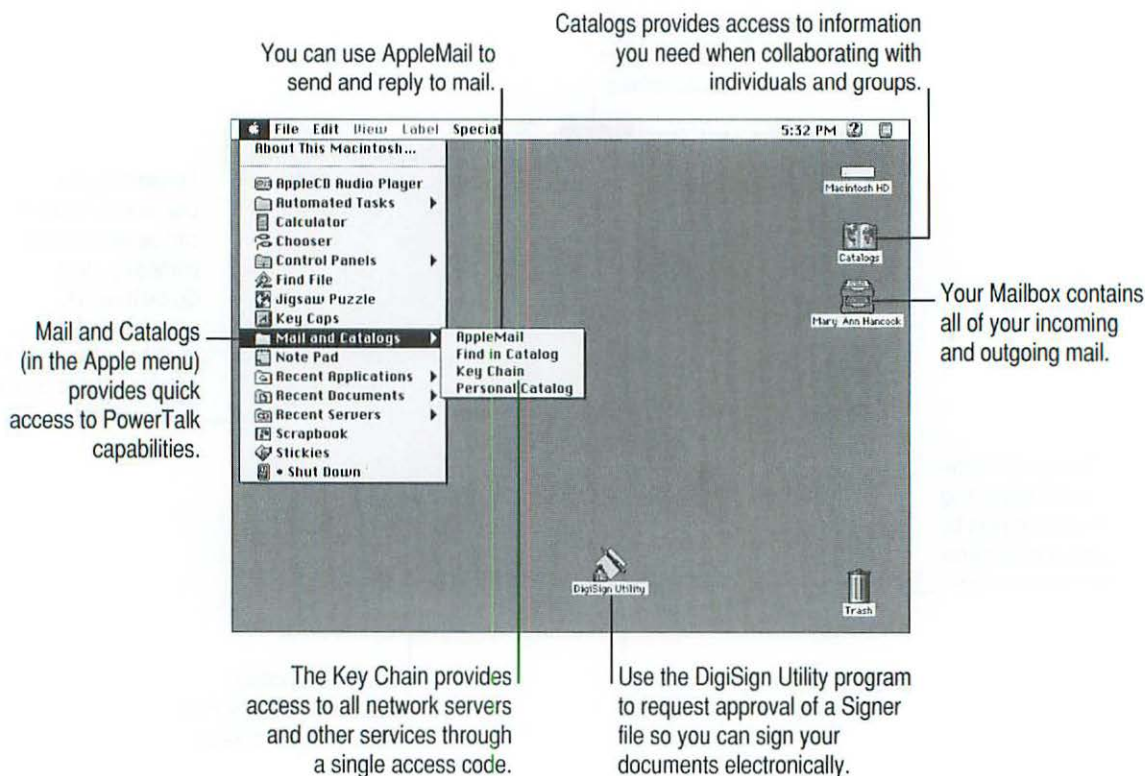 Catalogs provides access to information
you need when collaborating with
individuals and groups.
You can use AppleMail to
send and reply to mail.
File Edit View Label Special 5:32 PM
About This Macintosh...
AppleCD Audio Player
Automated Tasks
Calculator
Chooser
Control Panels
Find File
Jigsaw Puzzle
Key Caps
Mail and Catalogs
Note Pad
Recent Applications
Recent Documents
Recent Servers
Scrapbook
Stickies
• Shut Down
AppleMail
Find in Catalog
Key Chain
Personal Catalog
Macintosh HD
Catalogs
Mary Ann Hancock
DigiSign Utility
Trash
Mail and Catalogs
(in the Apple menu)
provides quick
access to PowerTalk
capabilities.
Your Mailbox contains
all of your incoming
and outgoing mail.
The Key Chain provides
access to all network servers
and other services through
a single access code.
Use the DigiSign Utility program
to request approval of a Signer
file so you can sign your
documents electronically.